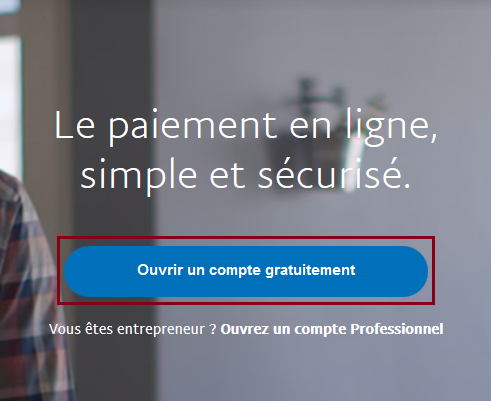 Le paiement en ligne,
simple et sécurisé.
Ouvrir un compte gratuitement
Vous êtes entrepreneur ? Ouvrez un compte Professionnel